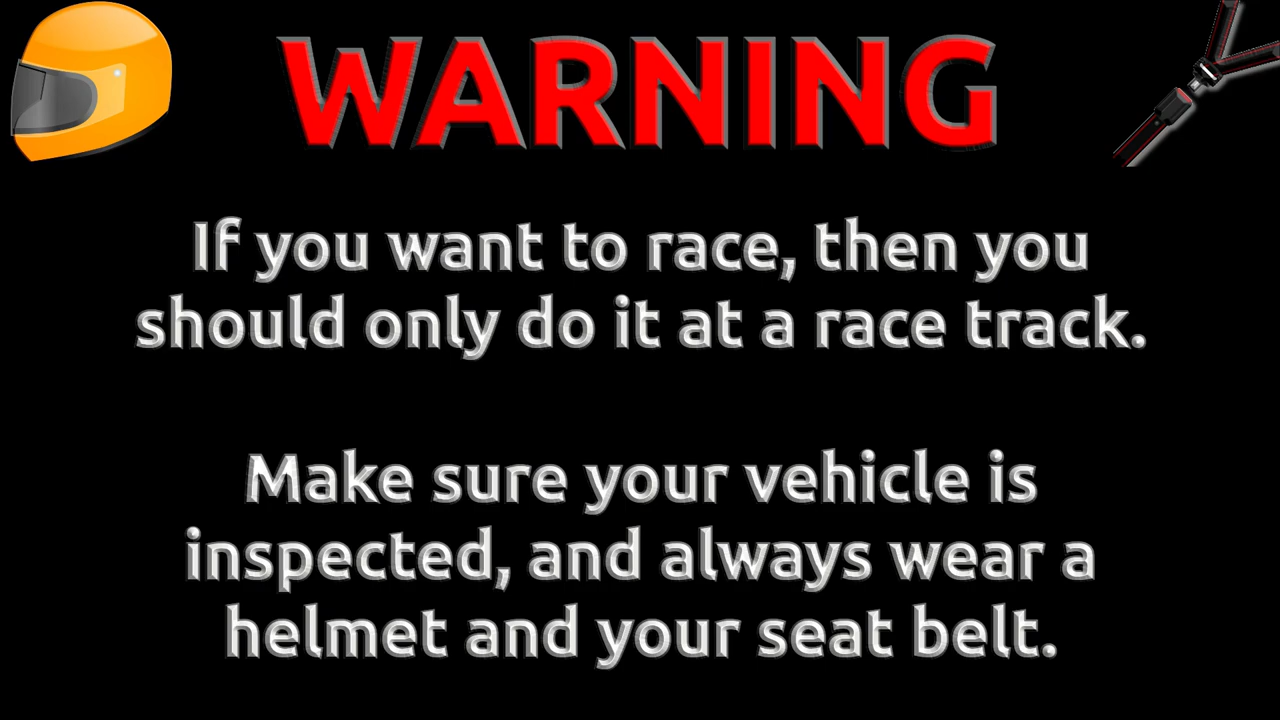 WARNING
If you want to race, then you
should only do it at a race track.
Make sure your vehicle is
inspected, and always wear a
helmet and your seat belt.